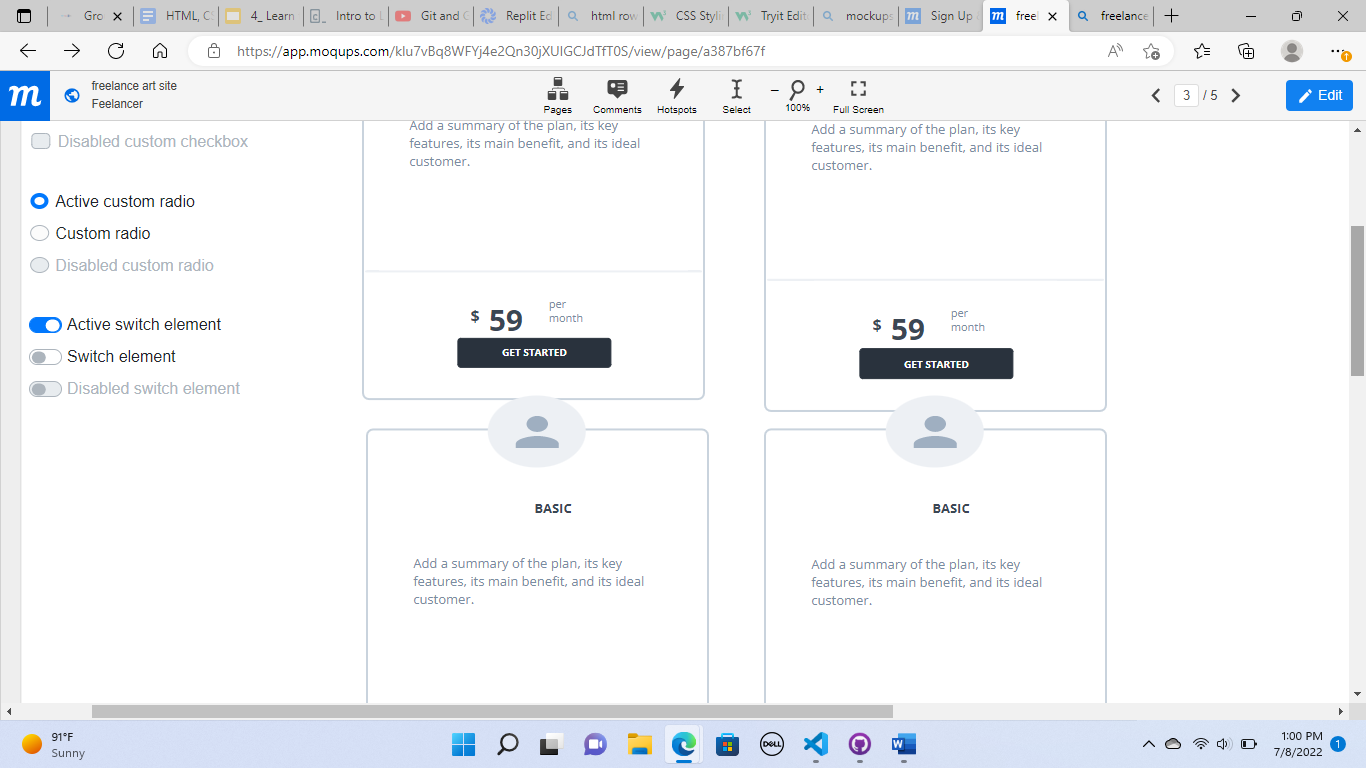 Gro
HTML, C
4_ Learn
Intro to L
Git and G
Replit Ed
html row
CSS Styli
Tryit Edit
mockups
Sign Up
freel
freelance
https://app.moqups.com/klu7vBq8WFYj4e2Qn30jXUIGCJdTfT0S/view/page/a387bf67f
m
freelance art site
Feelancer
Pages
Comments
Hotspots
Select
− 100% +
Full Screen
3 / 5
Edit
Disabled custom checkbox
Active custom radio
Custom radio
Disabled custom radio
Active switch element
Switch element
Disabled switch element
Add a summary of the plan, its key
features, its main benefit, and its ideal
customer.
$ 59 per
month
GET STARTED
Add a summary of the plan, its key
features, its main benefit, and its ideal
customer.
$ 59 per
month
GET STARTED
BASIC
Add a summary of the plan, its key
features, its main benefit, and its ideal
customer.
BASIC
Add a summary of the plan, its key
features, its main benefit, and its ideal
customer.
91°F
Sunny
DELL
1:00 PM
7/8/2022
1